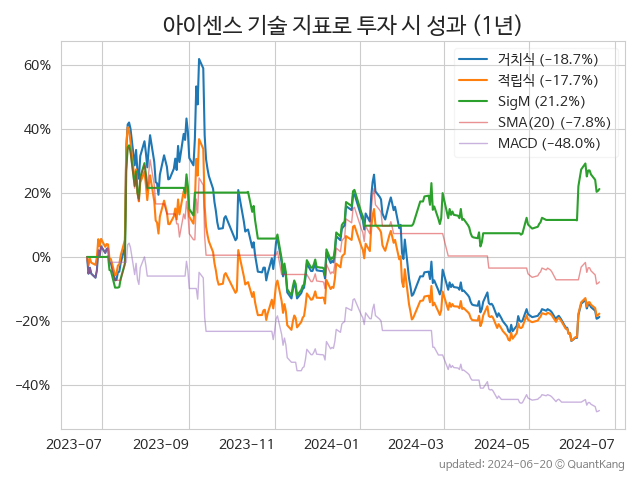 아이센스 기술 지표로 투자 시 성과 (1년)
거치식 (−18.7%)
적립식 (−17.7%)
SigM (21.2%)
SMA(20) (−7.8%)
MACD (−48.0%)
60%
40%
20%
0%
−20%
−40%
2023−07 2023−09 2023−11 2024−01 2024−03 2024−05 2024−07
updated: 2024−06−20 © QuantKang